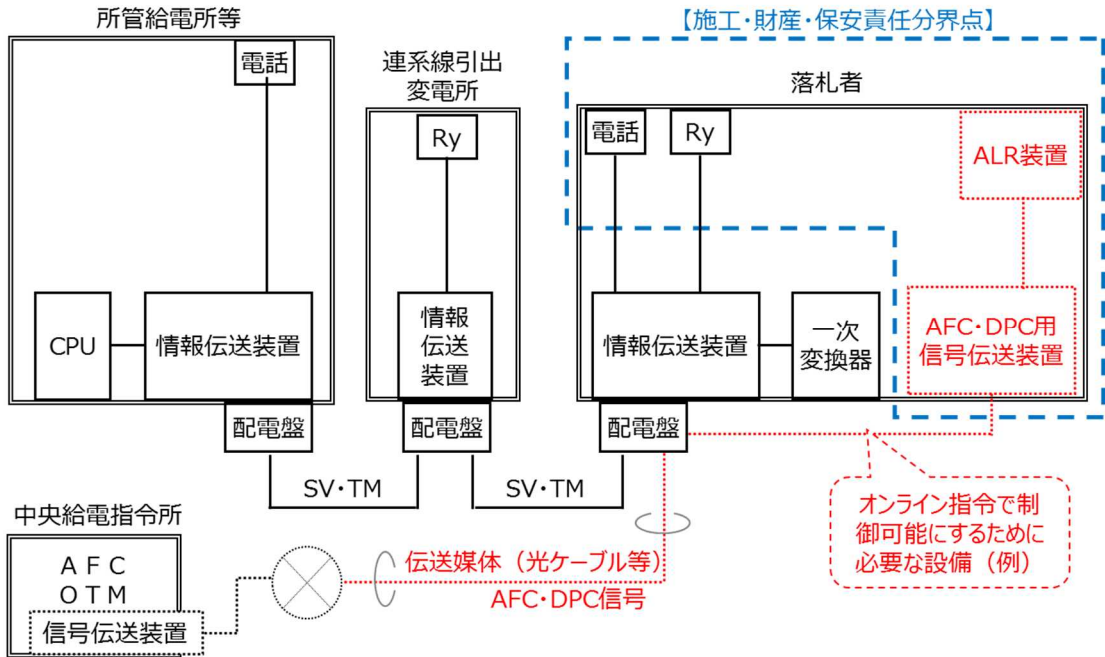 所管給電所等
【施工・財産・保安責任分界点】
電話
連系線引出
変電所
落札者
Ry
電話
Ry
ALR装置
CPU
情報伝送装置
情報
伝送
装置
情報伝送装置
一次
変換器
AFC・DPC用
信号伝送装置
配電盤
配電盤
配電盤
SV・TM
SV・TM
オンライン指令で制
御可能にするために
必要な設備（例）
中央給電指令所
ＡＦＣ
ＯＴＭ
信号伝送装置
伝送媒体（光ケーブル等）
AFC・DPC信号